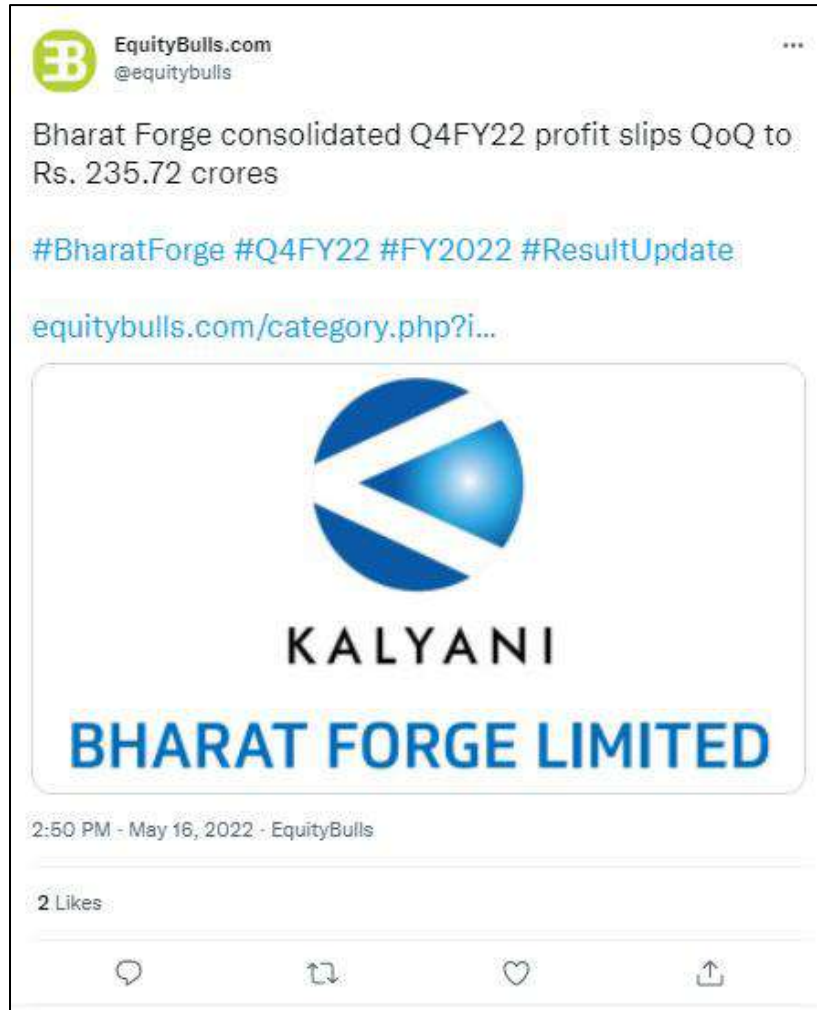 EquityBulls.com
@equitybulls
Bharat Forge consolidated Q4FY22 profit slips QoQ to
Rs. 235.72 crores
#BharatForge #Q4FY22 #FY2022 #ResultUpdate
equitybulls.com/category.php?i...
KALYANI
BHARAT FORGE LIMITED
2:50 PM · May 16, 2022 · EquityBulls
2 Likes